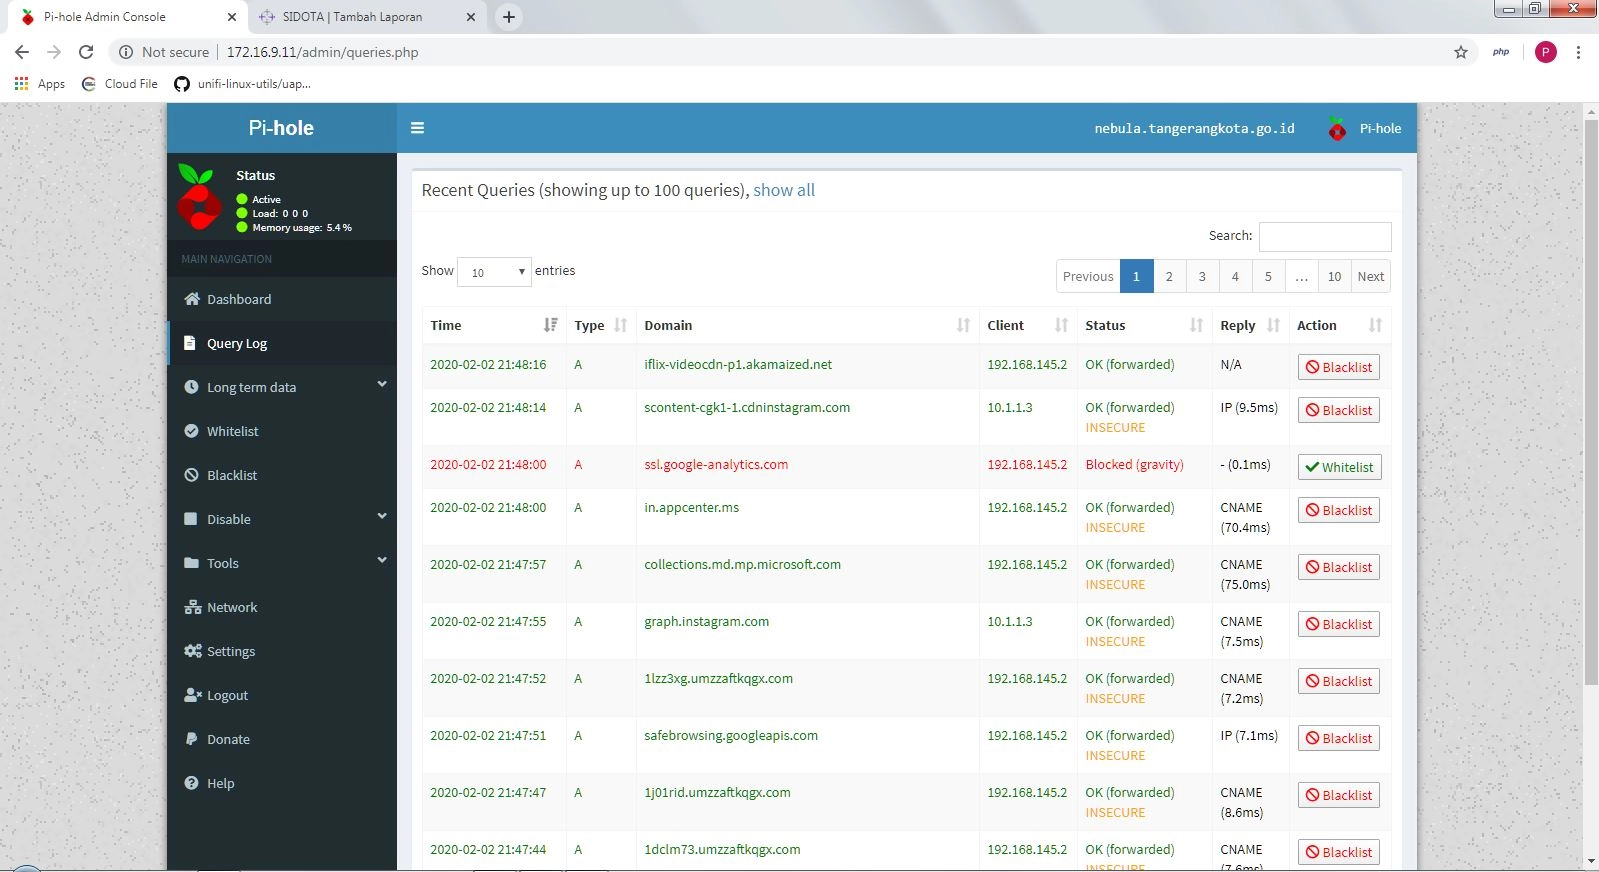 Pi-hole Admin Console
SIDOTA | Tambah Laporan
Not secure 172.16.9.11/admin/queries.php
php
P
Apps Cloud File unifi-linux-utils/uap...
Pi-hole
nebula.tangerangkota.go.id Pi-hole
Status
Active
Load: 0 0 0
Memory usage: 5.4 %
MAIN NAVIGATION
Dashboard
Query Log
Long term data
Whitelist
Blacklist
Disable
Tools
Network
Settings
Logout
Donate
Help
Recent Queries (showing up to 100 queries), show all
Search:
Show 10 entries
Previous 1 2 3 4 5 … 10 Next
Time Type Domain Client Status Reply Action
2020-02-02 21:48:16 A iflix-videocdn-p1.akamaized.net 192.168.145.2 OK (forwarded) N/A Blacklist
2020-02-02 21:48:14 A scontent-cgk1-1.cdninstagram.com 10.1.1.3 OK (forwarded) IP (9.5ms) Blacklist
INSECURE
2020-02-02 21:48:00 A ssl.google-analytics.com 192.168.145.2 Blocked (gravity) - (0.1ms) Whitelist
2020-02-02 21:48:00 A in.appcenter.ms 192.168.145.2 OK (forwarded) CNAME Blacklist
INSECURE (70.4ms)
2020-02-02 21:47:57 A collections.md.mp.microsoft.com 192.168.145.2 OK (forwarded) CNAME Blacklist
INSECURE (75.0ms)
2020-02-02 21:47:55 A graph.instagram.com 10.1.1.3 OK (forwarded) CNAME Blacklist
INSECURE (7.5ms)
2020-02-02 21:47:52 A 1lzz3xg.umzzaftkqgx.com 192.168.145.2 OK (forwarded) CNAME Blacklist
INSECURE (7.2ms)
2020-02-02 21:47:51 A safebrowsing.googleapis.com 192.168.145.2 OK (forwarded) IP (7.1ms) Blacklist
INSECURE
2020-02-02 21:47:47 A 1j01rid.umzzaftkqgx.com 192.168.145.2 OK (forwarded) CNAME Blacklist
INSECURE (8.6ms)
2020-02-02 21:47:44 A 1dclm73.umzzaftkqgx.com 192.168.145.2 OK (forwarded) CNAME Blacklist
INSECURE (7.6ms)